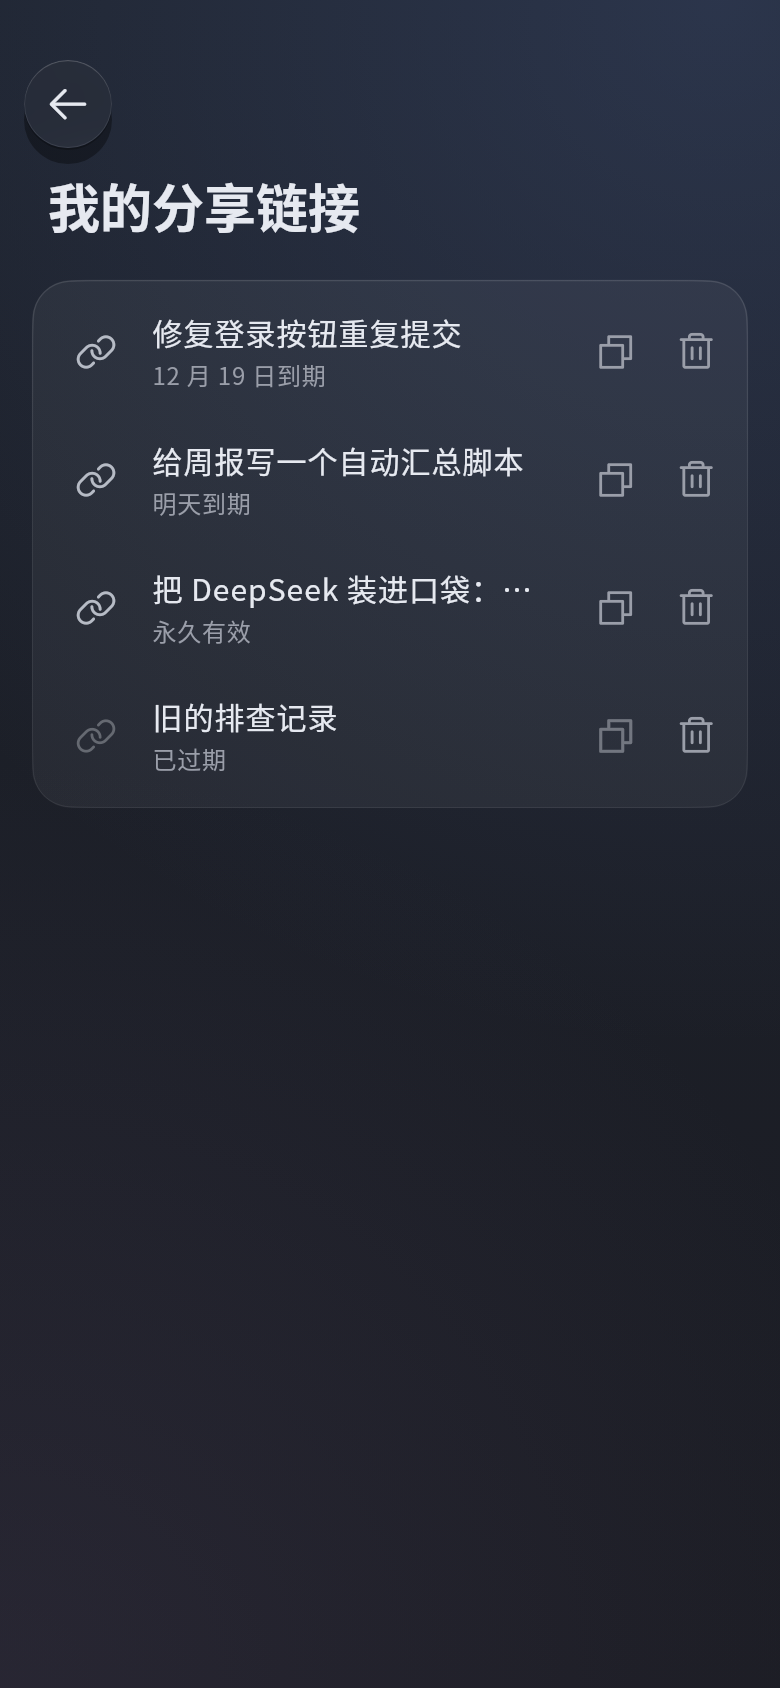 我的分享链接
修复登录按钮重复提交
12 月 19 日到期
给周报写一个自动汇总脚本
明天到期
把 DeepSeek 装进口袋：…
永久有效
旧的排查记录
已过期